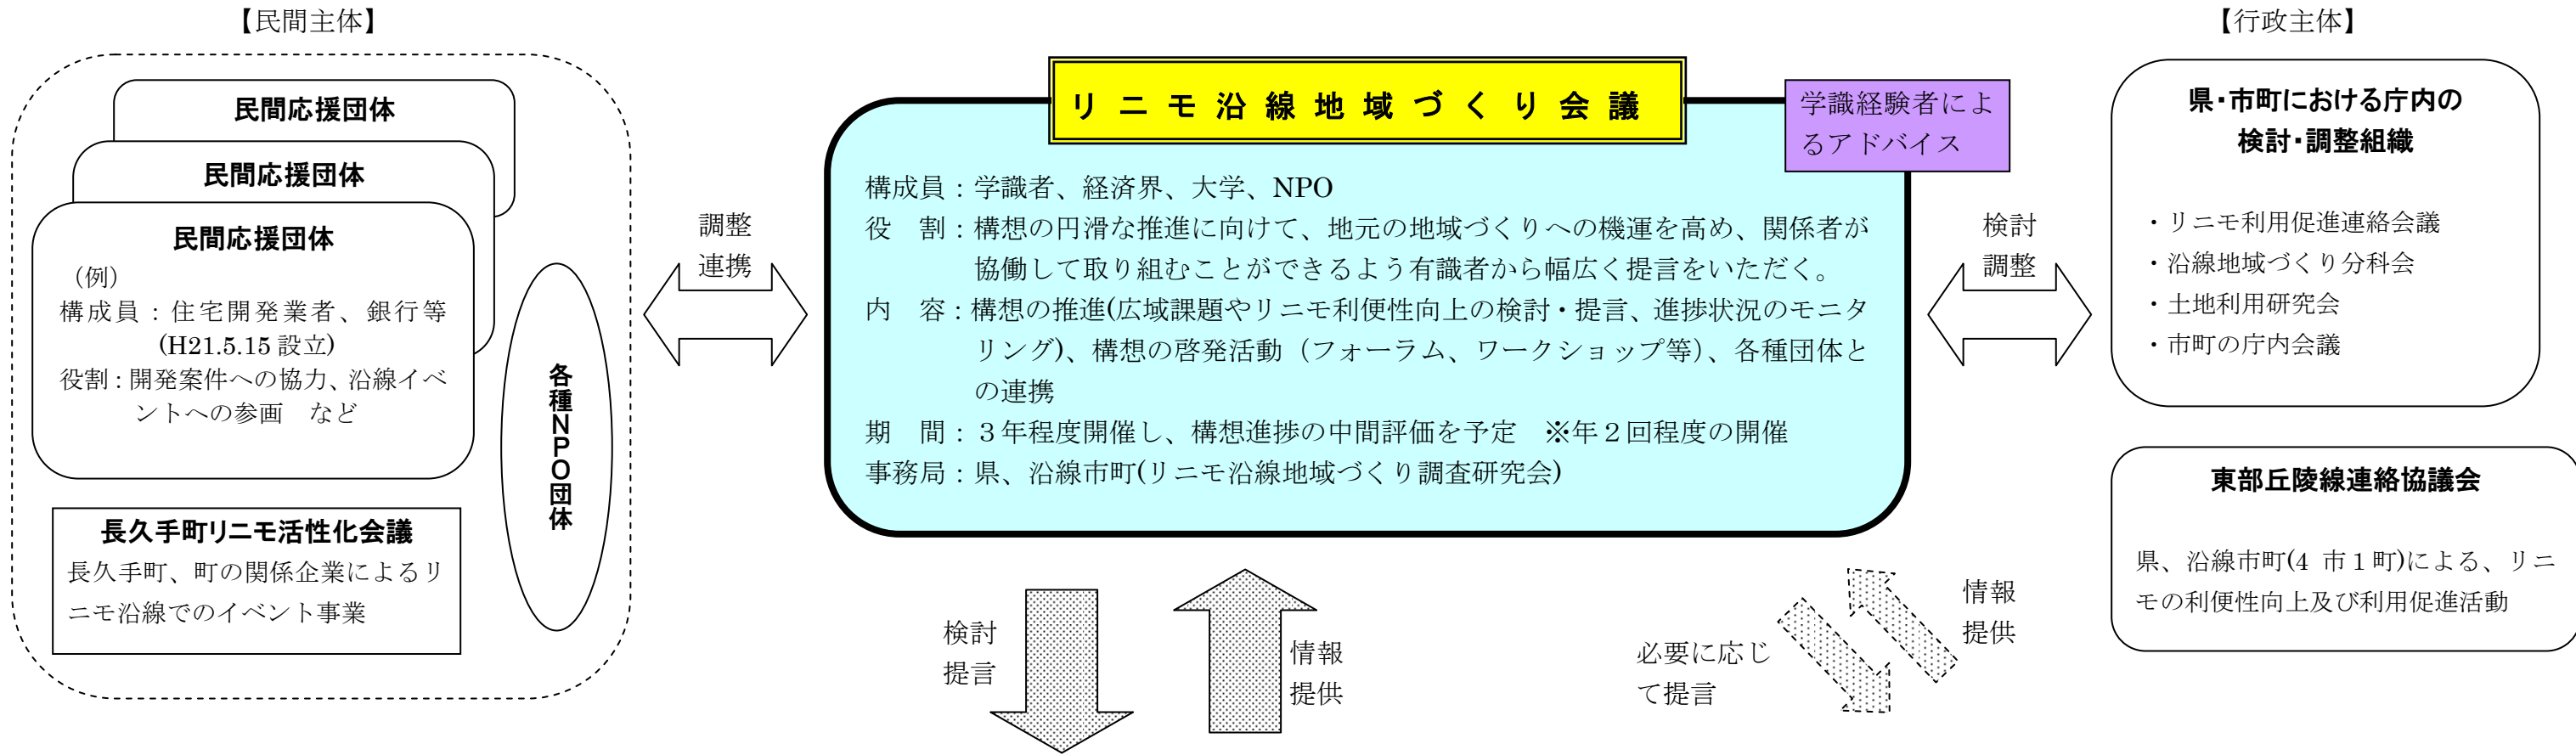 【民間主体】
民間応援団体
民間応援団体
民間応援団体
（例）
構成員：住宅開発業者、銀行等
(H21.5.15 設立)
役割：開発案件への協力、沿線イベ
ントへの参画　など
長久手町リニモ活性化会議
長久手町、町の関係企業によるリ
ニモ沿線でのイベント事業
各種NPO団体
調整
連携
リニモ沿線地域づくり会議
学識経験者によ
るアドバイス
構成員：学識者、経済界、大学、NPO
役　割：構想の円滑な推進に向けて、地元の地域づくりへの機運を高め、関係者が
協働して取り組むことができるよう有識者から幅広く提言をいただく。
内　容：構想の推進(広域課題やリニモ利便性向上の検討・提言、進捗状況のモニタ
リング)、構想の啓発活動（フォーラム、ワークショップ等）、各種団体と
の連携
期　間：３年程度開催し、構想進捗の中間評価を予定　※年２回程度の開催
事務局：県、沿線市町(リニモ沿線地域づくり調査研究会)
検討
提言
情報
提供
必要に応じ
て提言
情報
提供
検討
調整
【行政主体】
県・市町における庁内の
検討・調整組織
・リニモ利用促進連絡会議
・沿線地域づくり分科会
・土地利用研究会
・市町の庁内会議
東部丘陵線連絡協議会
県、沿線市町(4 市１町)による、リニ
モの利便性向上及び利用促進活動